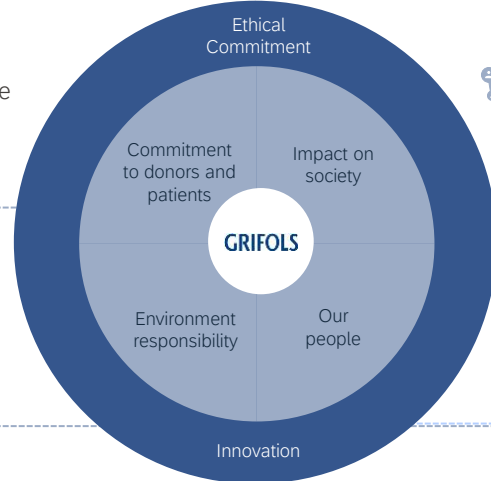 Ethical
Commitment
e
Commitment
to donors and
patients
Impact on
society
GRIFOLS
Environment
responsibility
Our
people
Innovation